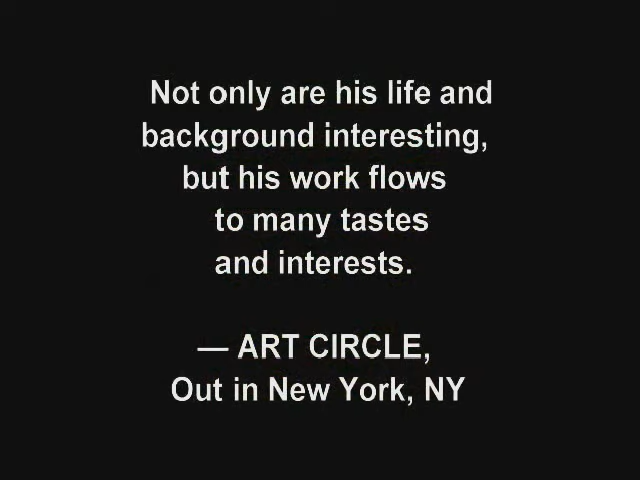 Not only are his life and
background interesting,
but his work flows
to many tastes
and interests.
— ART CIRCLE,
Out in New York, NY